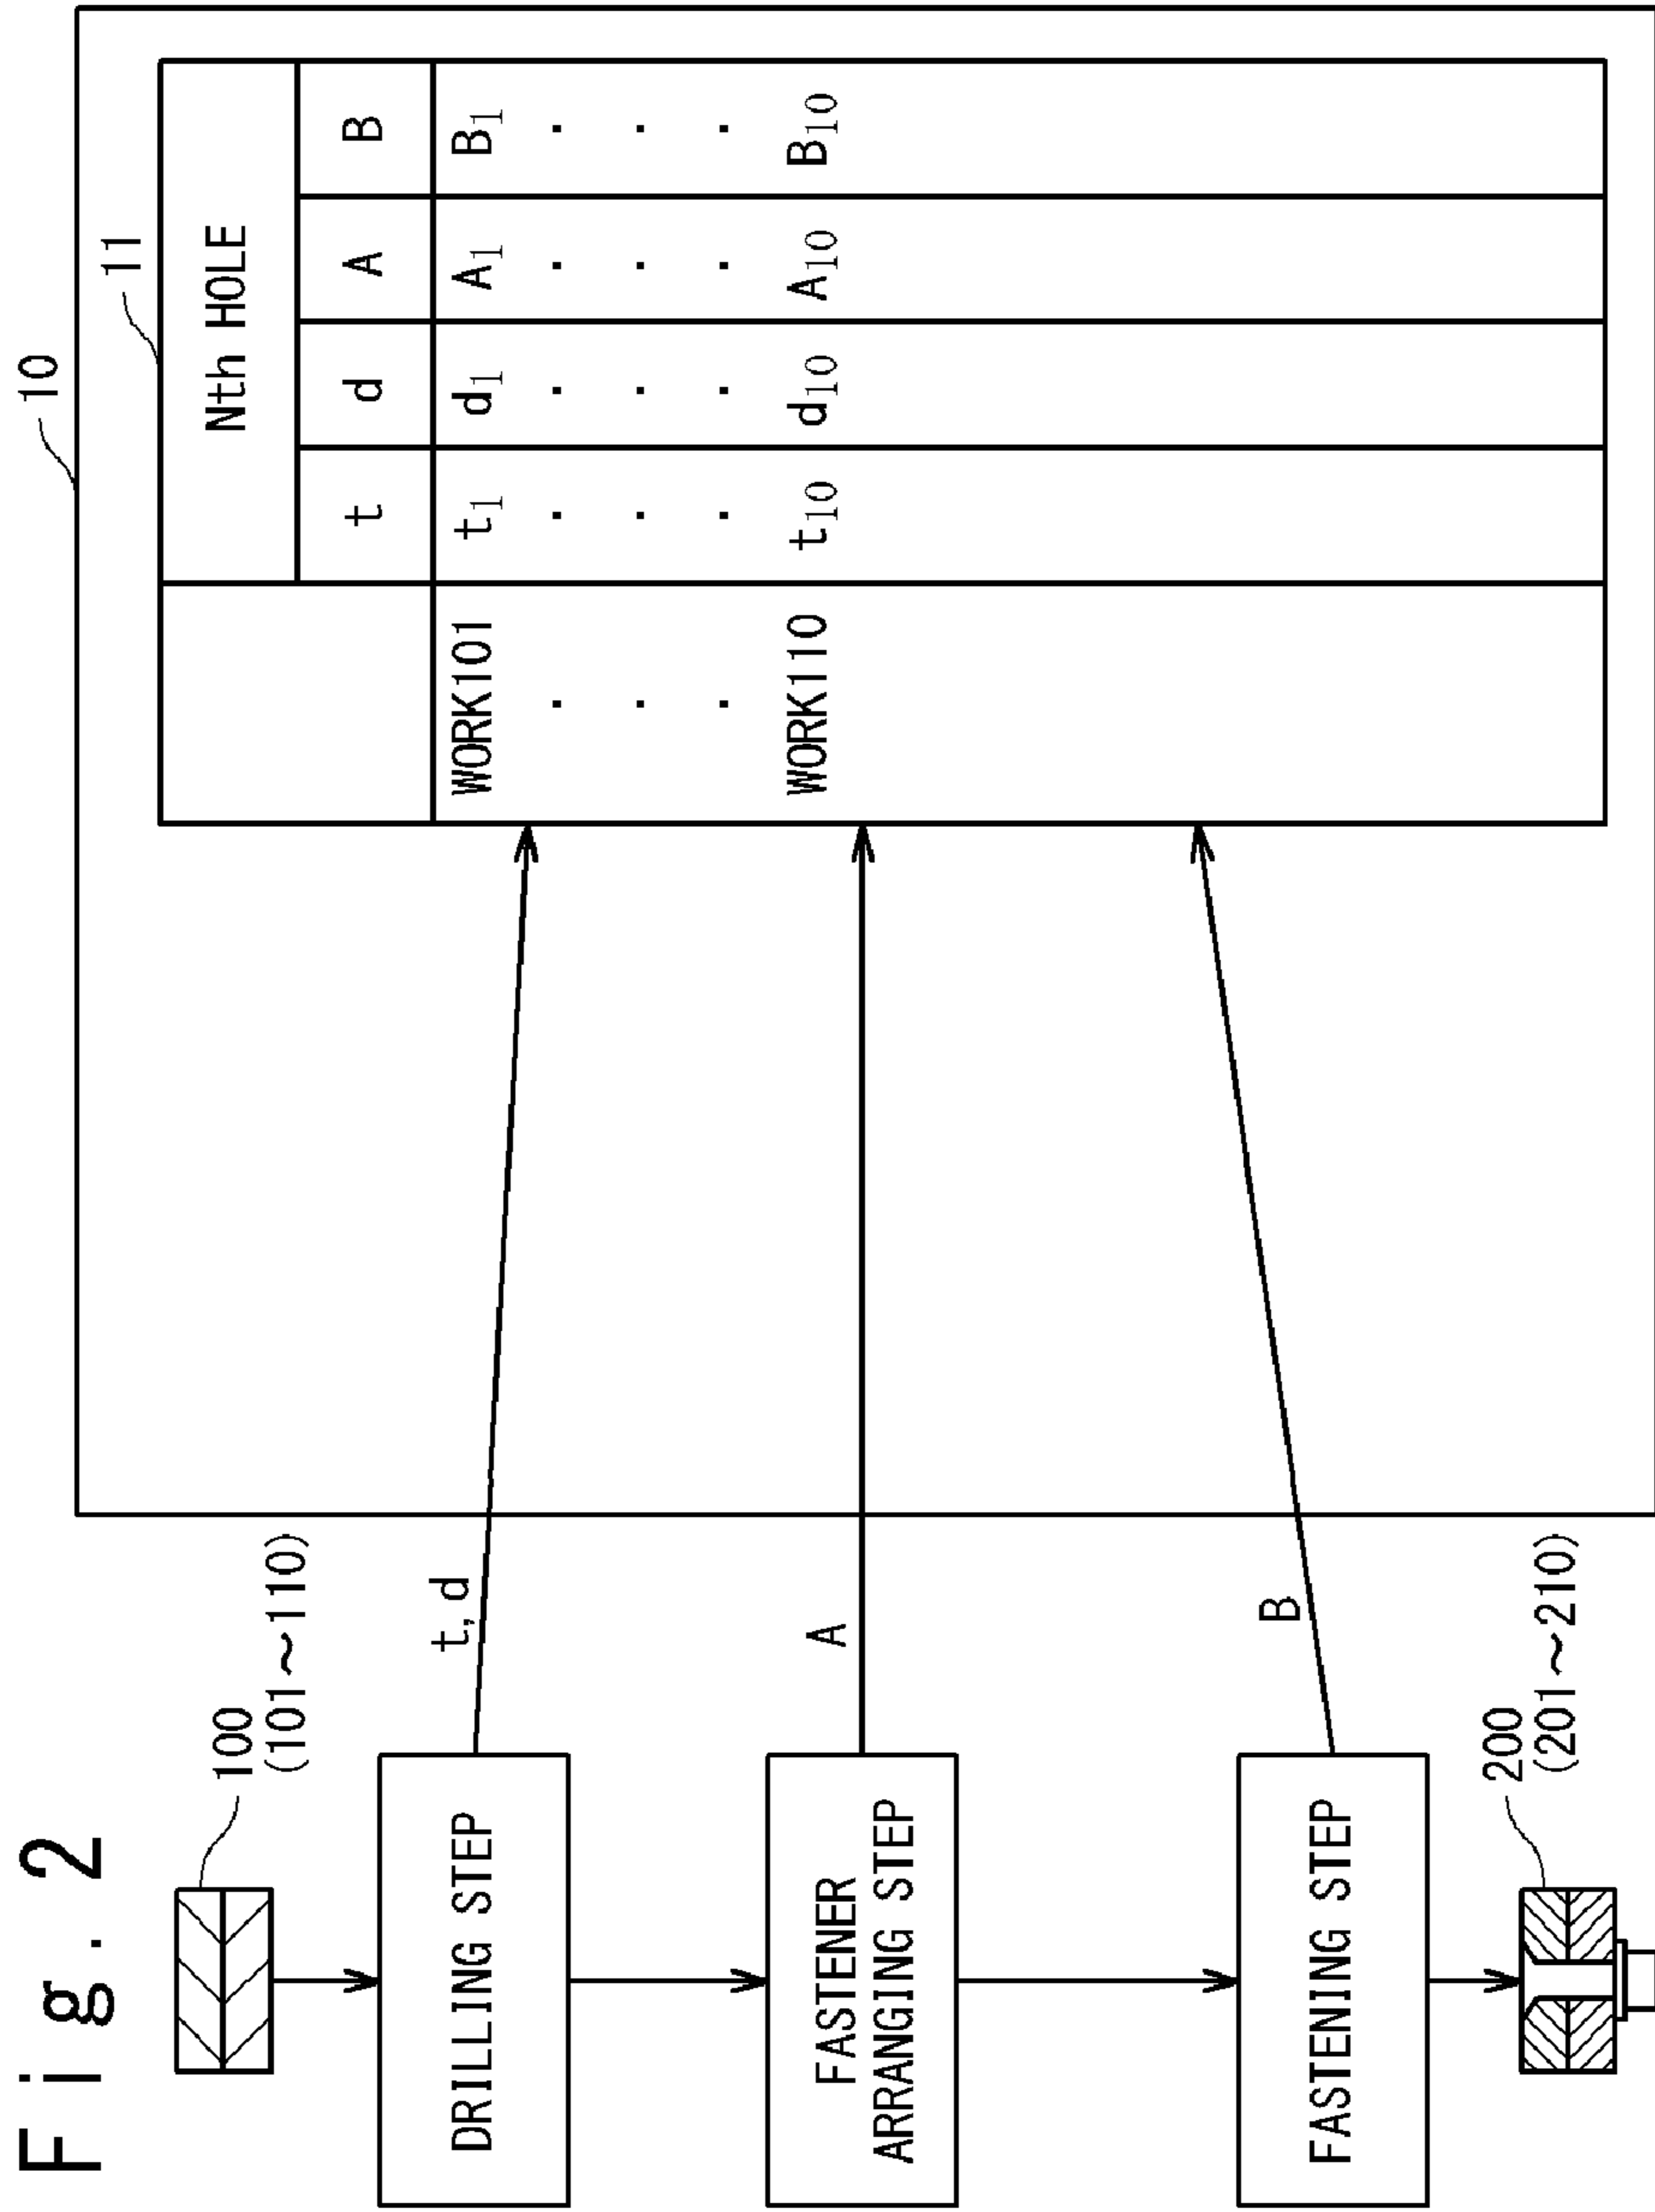 Fig. 2
100
(101~110)
DRILLING STEP
t, d
FASTENER
ARRANGING STEP
A
FASTENING STEP
B
200
(201~210)
10
11
Nth HOLE
t d A B
WORK101 t1 d1 A1 B1
. . . . .
. . . . .
. . . . .
WORK110 t10 d10 A10 B10